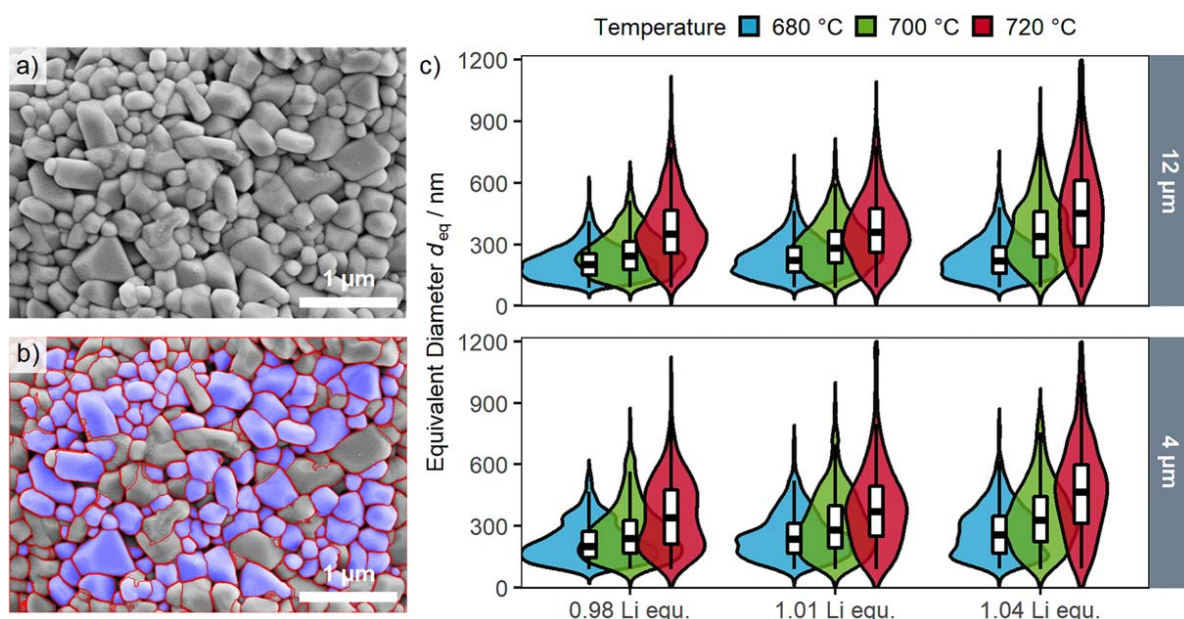 Temperature 680 °C 700 °C 720 °C
a)
1 µm
b)
1 µm
c)
Equivalent Diameter deq / nm
1200
900
600
300
0
12 µm
1200
900
600
300
0
4 µm
0.98 Li equ. 1.01 Li equ. 1.04 Li equ.